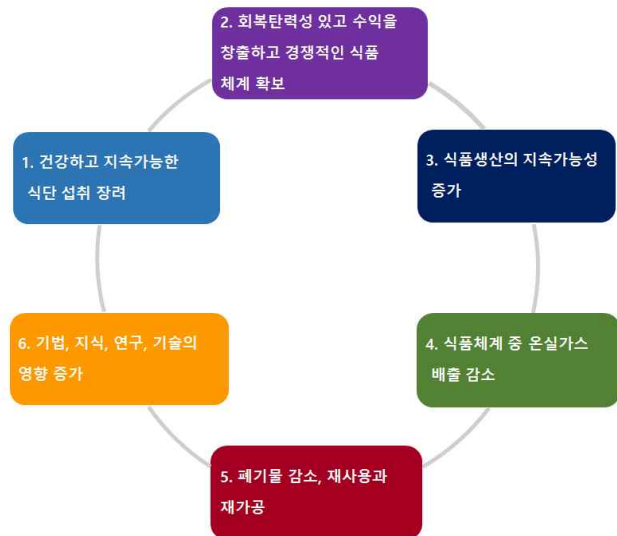 2. 회복탄력성 있고 수익을
창출하고 경쟁적인 식품
체계 확보
1. 건강하고 지속가능한
식단 섭취 장려
3. 식품생산의 지속가능성
증가
6. 기법, 지식, 연구, 기술의
영향 증가
4. 식품체계 중 온실가스
배출 감소
5. 폐기물 감소, 재사용과
재가공